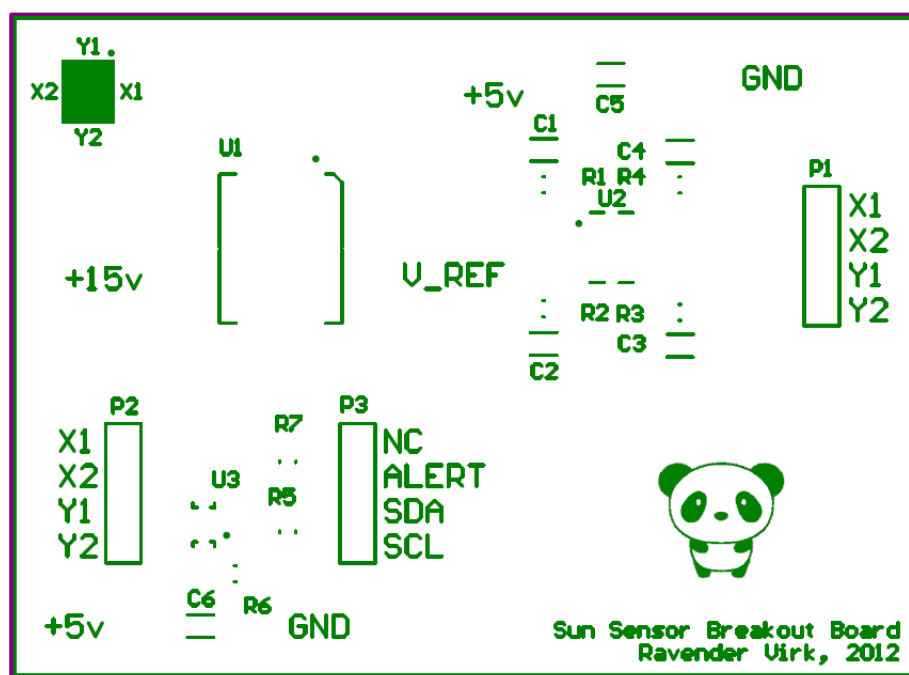 Y1
X2 X1
Y2
+5v
C5
GND
C1
U1
C4
R1 R4
P1
U2
X1
X2
Y1
Y2
+15v
V_REF
R2 R3
C3
C2
P2
P3
R7
X1
X2
Y1
Y2
NC
ALERT
SDA
SCL
U3
R5
C6
R6
+5v
GND
Sun Sensor Breakout Board
Ravender Virk, 2012